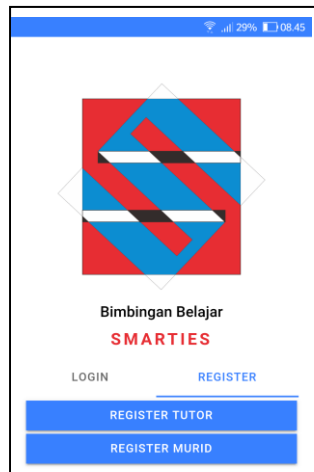 29% 08.45
Bimbingan Belajar
SMARTIES
LOGIN REGISTER
REGISTER TUTOR
REGISTER MURID